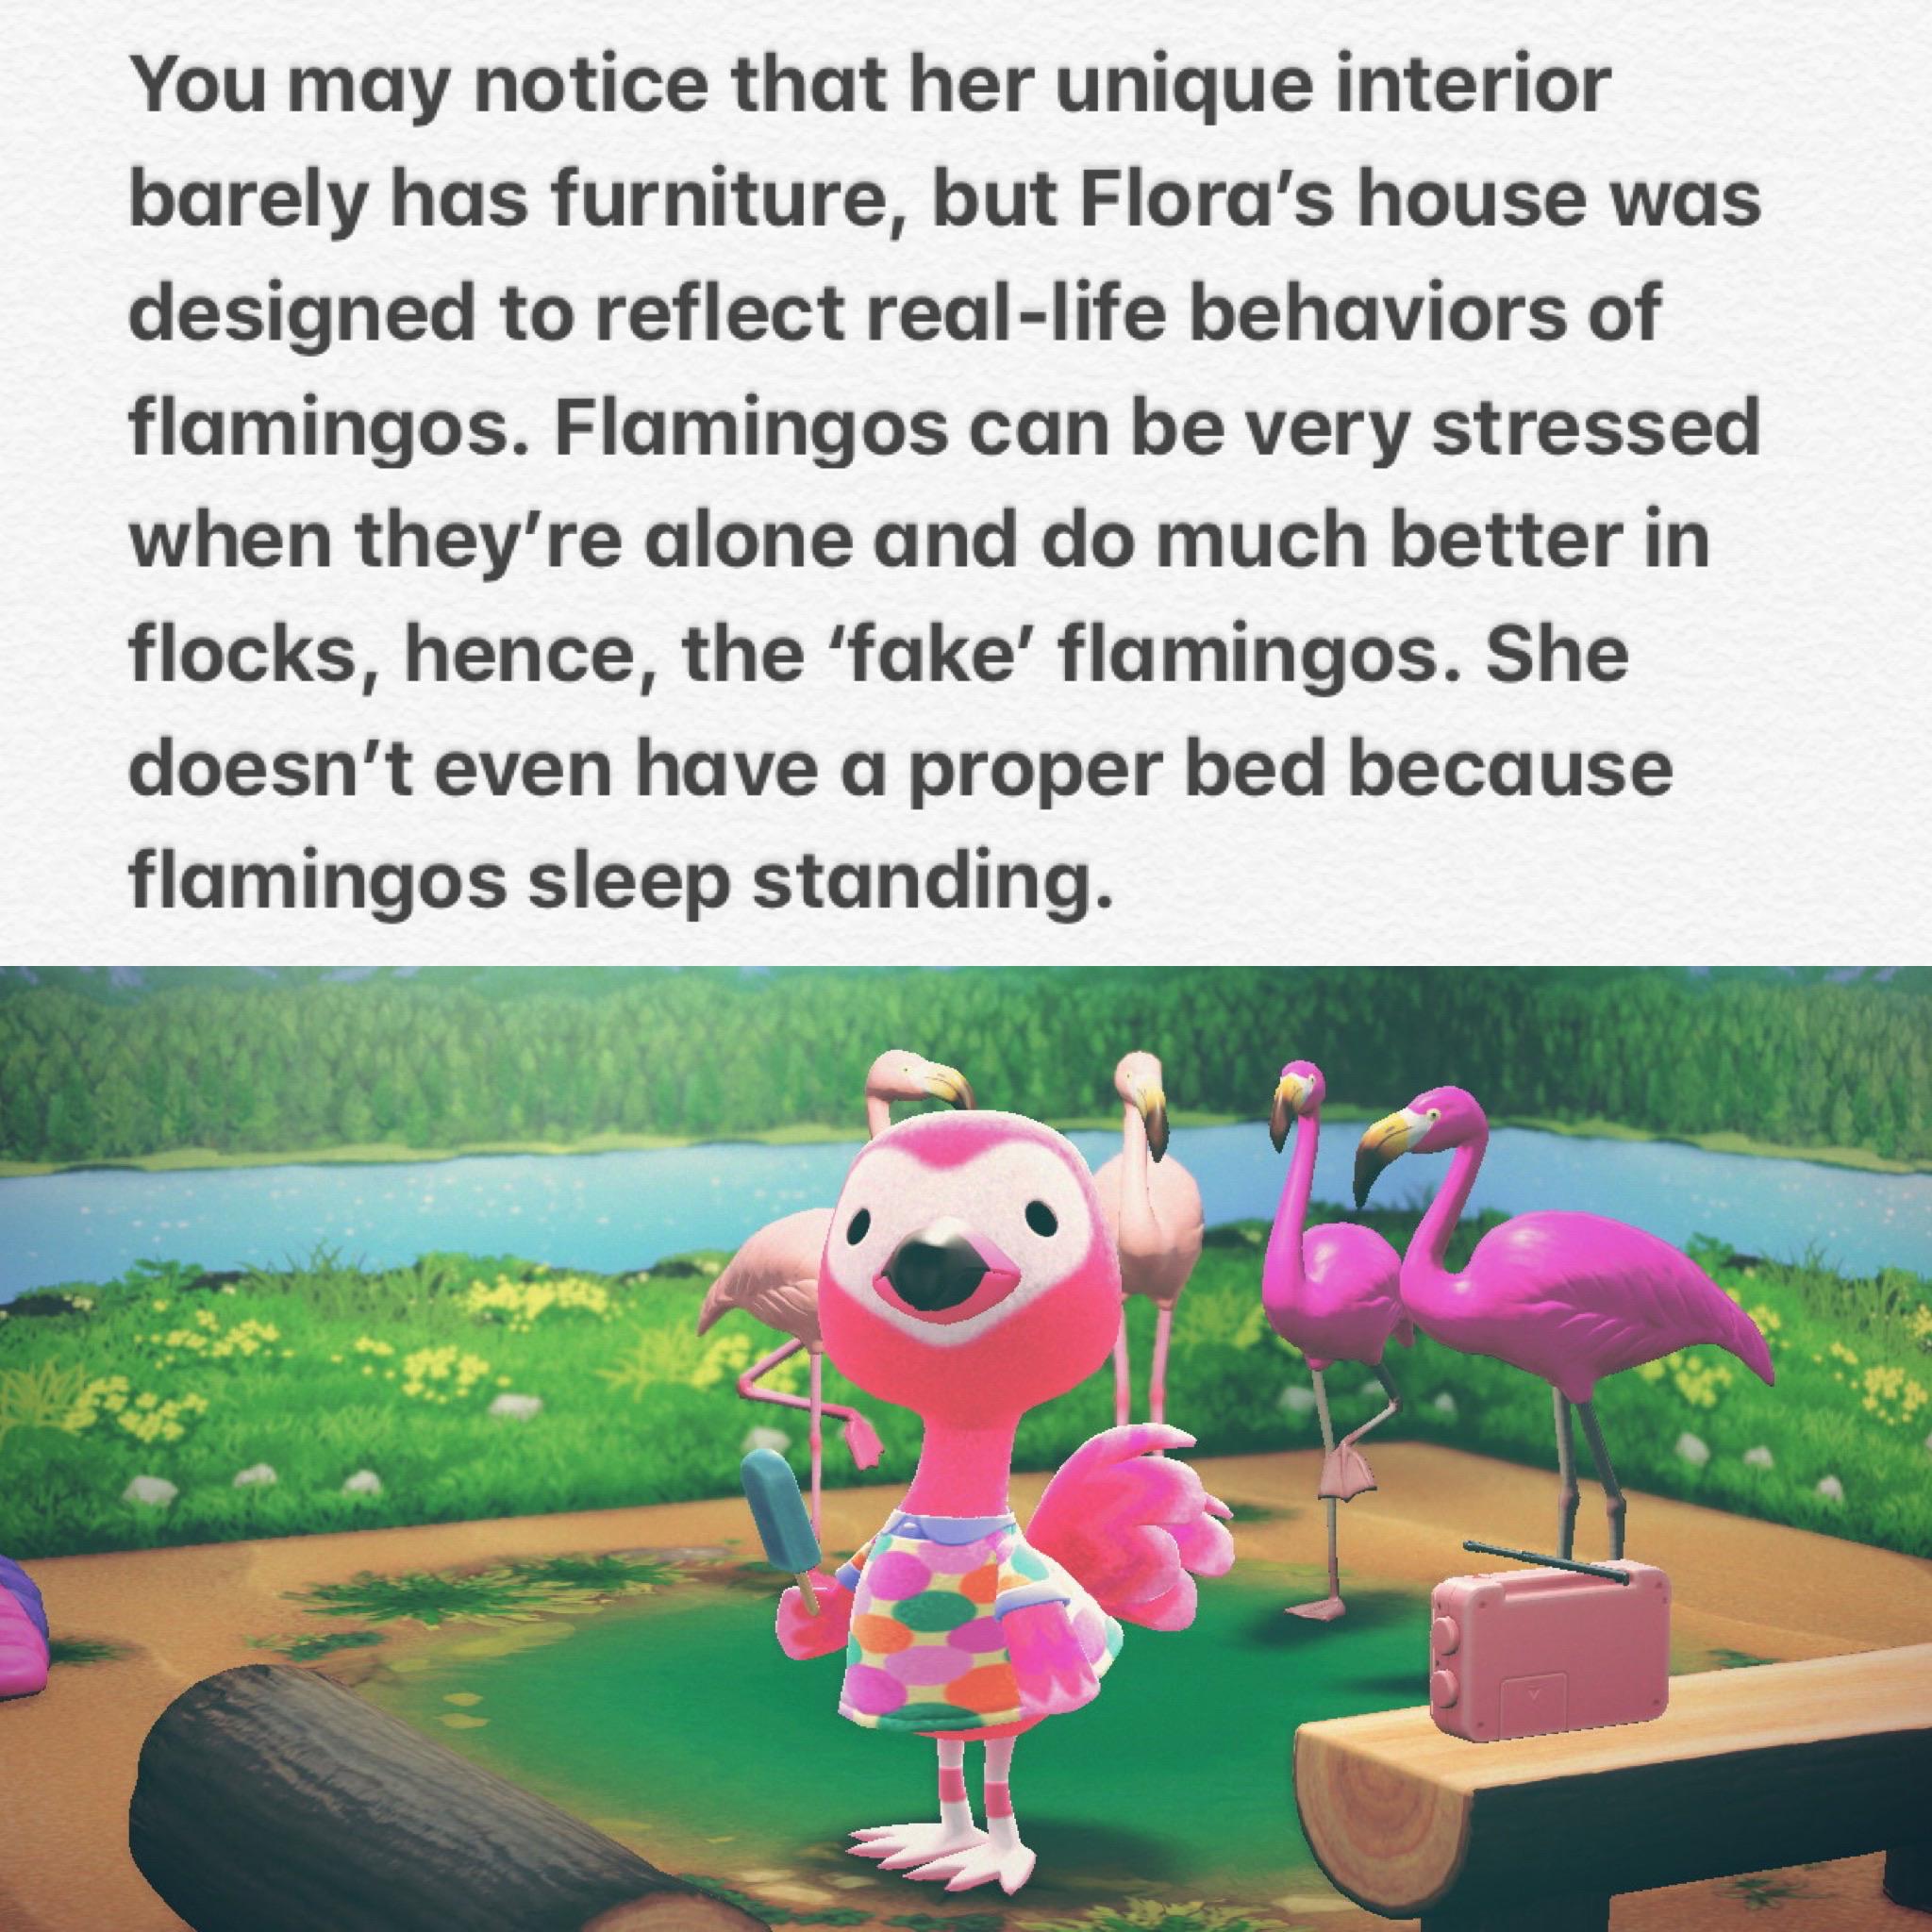 You may notice that her unique interior
barely has furniture, but Flora’s house was
designed to reflect real-life behaviors of
flamingos. Flamingos can be very stressed
when they’re alone and do much better in
flocks, hence, the ‘fake’ flamingos. She
doesn’t even have a proper bed because
flamingos sleep standing.